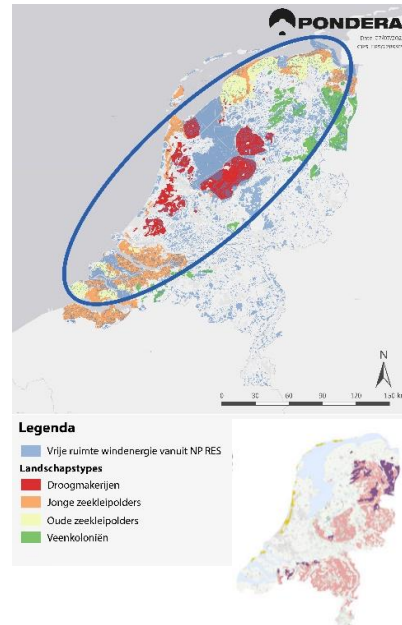 PONDERA
N
0 30 60 90 120 150 km
Legenda
Vrije ruimte windenergie vanuit NP RES
Landschapstypes
Droogmakerijen
Jonge zeekleipolders
Oude zeekleipolders
Veenkoloniën